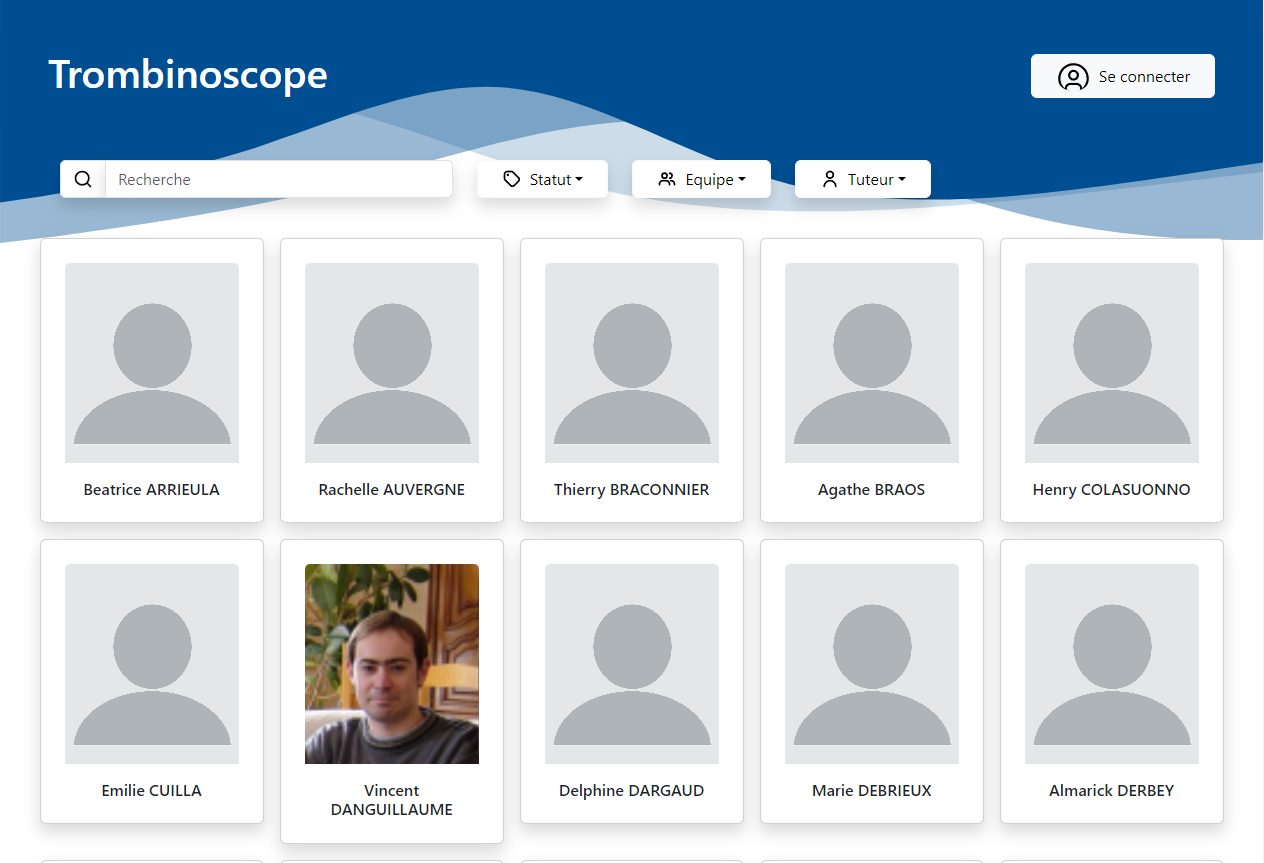 Trombinoscope
Se connecter
Recherche
Statut
Equipe
Tuteur
Beatrice ARRIEULA
Rachelle AUVERGNE
Thierry BRACONNIER
Agathe BRAOS
Henry COLASUONNO
Emilie CUILLA
Vincent
DANGUILLAUME
Delphine DARGAUD
Marie DEBRIEUX
Almarick DERBEY